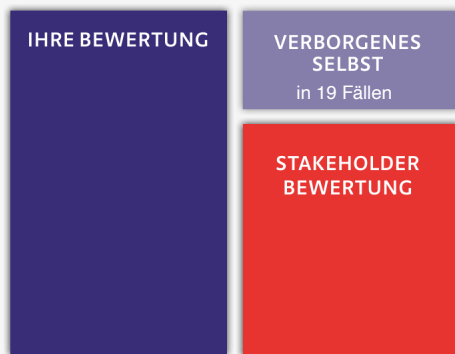 IHRE BEWERTUNG
VERBORGENES
SELBST
in 19 Fällen
STAKEHOLDER
BEWERTUNG